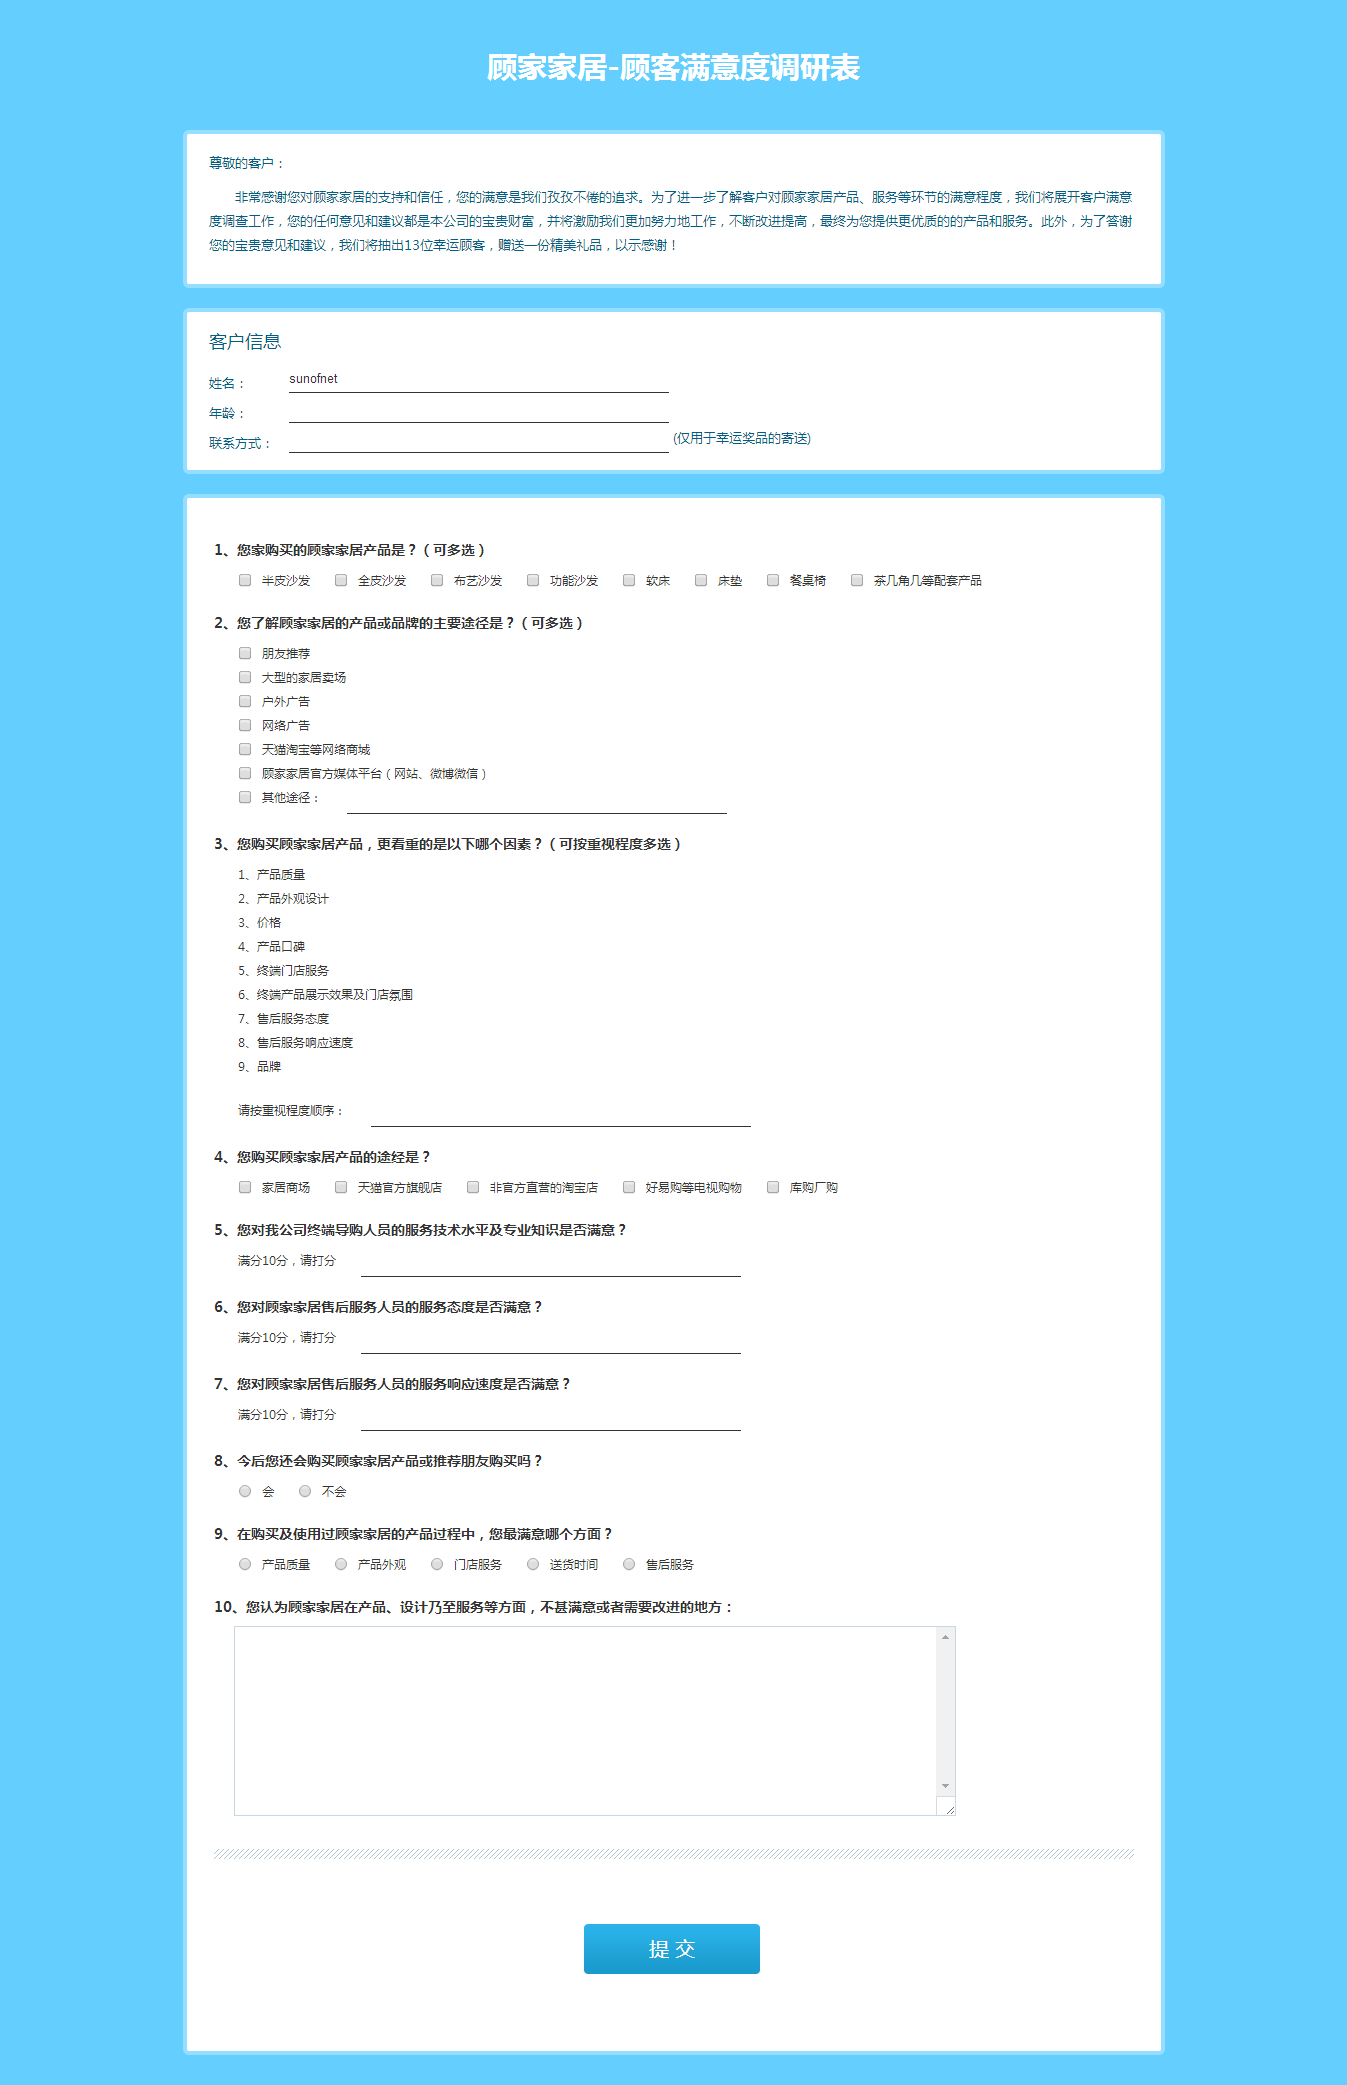 顾家家居-顾客满意度调研表
尊敬的客户：
非常感谢您对顾家家居的支持和信任，您的满意是我们孜孜不倦的追求。为了进一步了解客户对顾家家居产品、服务等环节的满意程度，我们将展开客户满意
度调查工作，您的任何意见和建议都是本公司的宝贵财富，并将激励我们更加努力地工作，不断改进提高，最终为您提供更优质的的产品和服务。此外，为了答谢
您的宝贵意见和建议，我们将抽出13位幸运顾客，赠送一份精美礼品，以示感谢！
客户信息
姓名： sunofnet
年龄：
联系方式： (仅用于幸运奖品的寄送)
1、您家购买的顾家家居产品是？（可多选）
半皮沙发 全皮沙发 布艺沙发 功能沙发 软床 床垫 餐桌椅 茶几角几等配套产品
2、您了解顾家家居的产品或品牌的主要途径是？（可多选）
朋友推荐
大型的家居卖场
户外广告
网络广告
天猫淘宝等网络商城
顾家家居官方媒体平台（网站、微博微信）
其他途径：
3、您购买顾家家居产品，更看重的是以下哪个因素？（可按重视程度多选）
1、产品质量
2、产品外观设计
3、价格
4、产品口碑
5、终端门店服务
6、终端产品展示效果及门店氛围
7、售后服务态度
8、售后服务响应速度
9、品牌
请按重视程度顺序：
4、您购买顾家家居产品的途经是？
家居商场 天猫官方旗舰店 非官方直营的淘宝店 好易购等电视购物 库购厂购
5、您对我公司终端导购人员的服务技术水平及专业知识是否满意？
满分10分，请打分
6、您对顾家家居售后服务人员的服务态度是否满意？
满分10分，请打分
7、您对顾家家居售后服务人员的服务响应速度是否满意？
满分10分，请打分
8、今后您还会购买顾家家居产品或推荐朋友购买吗？
会 不会
9、在购买及使用过顾家家居的产品过程中，您最满意哪个方面？
产品质量 产品外观 门店服务 送货时间 售后服务
10、您认为顾家家居在产品、设计乃至服务等方面，不甚满意或者需要改进的地方：
提 交